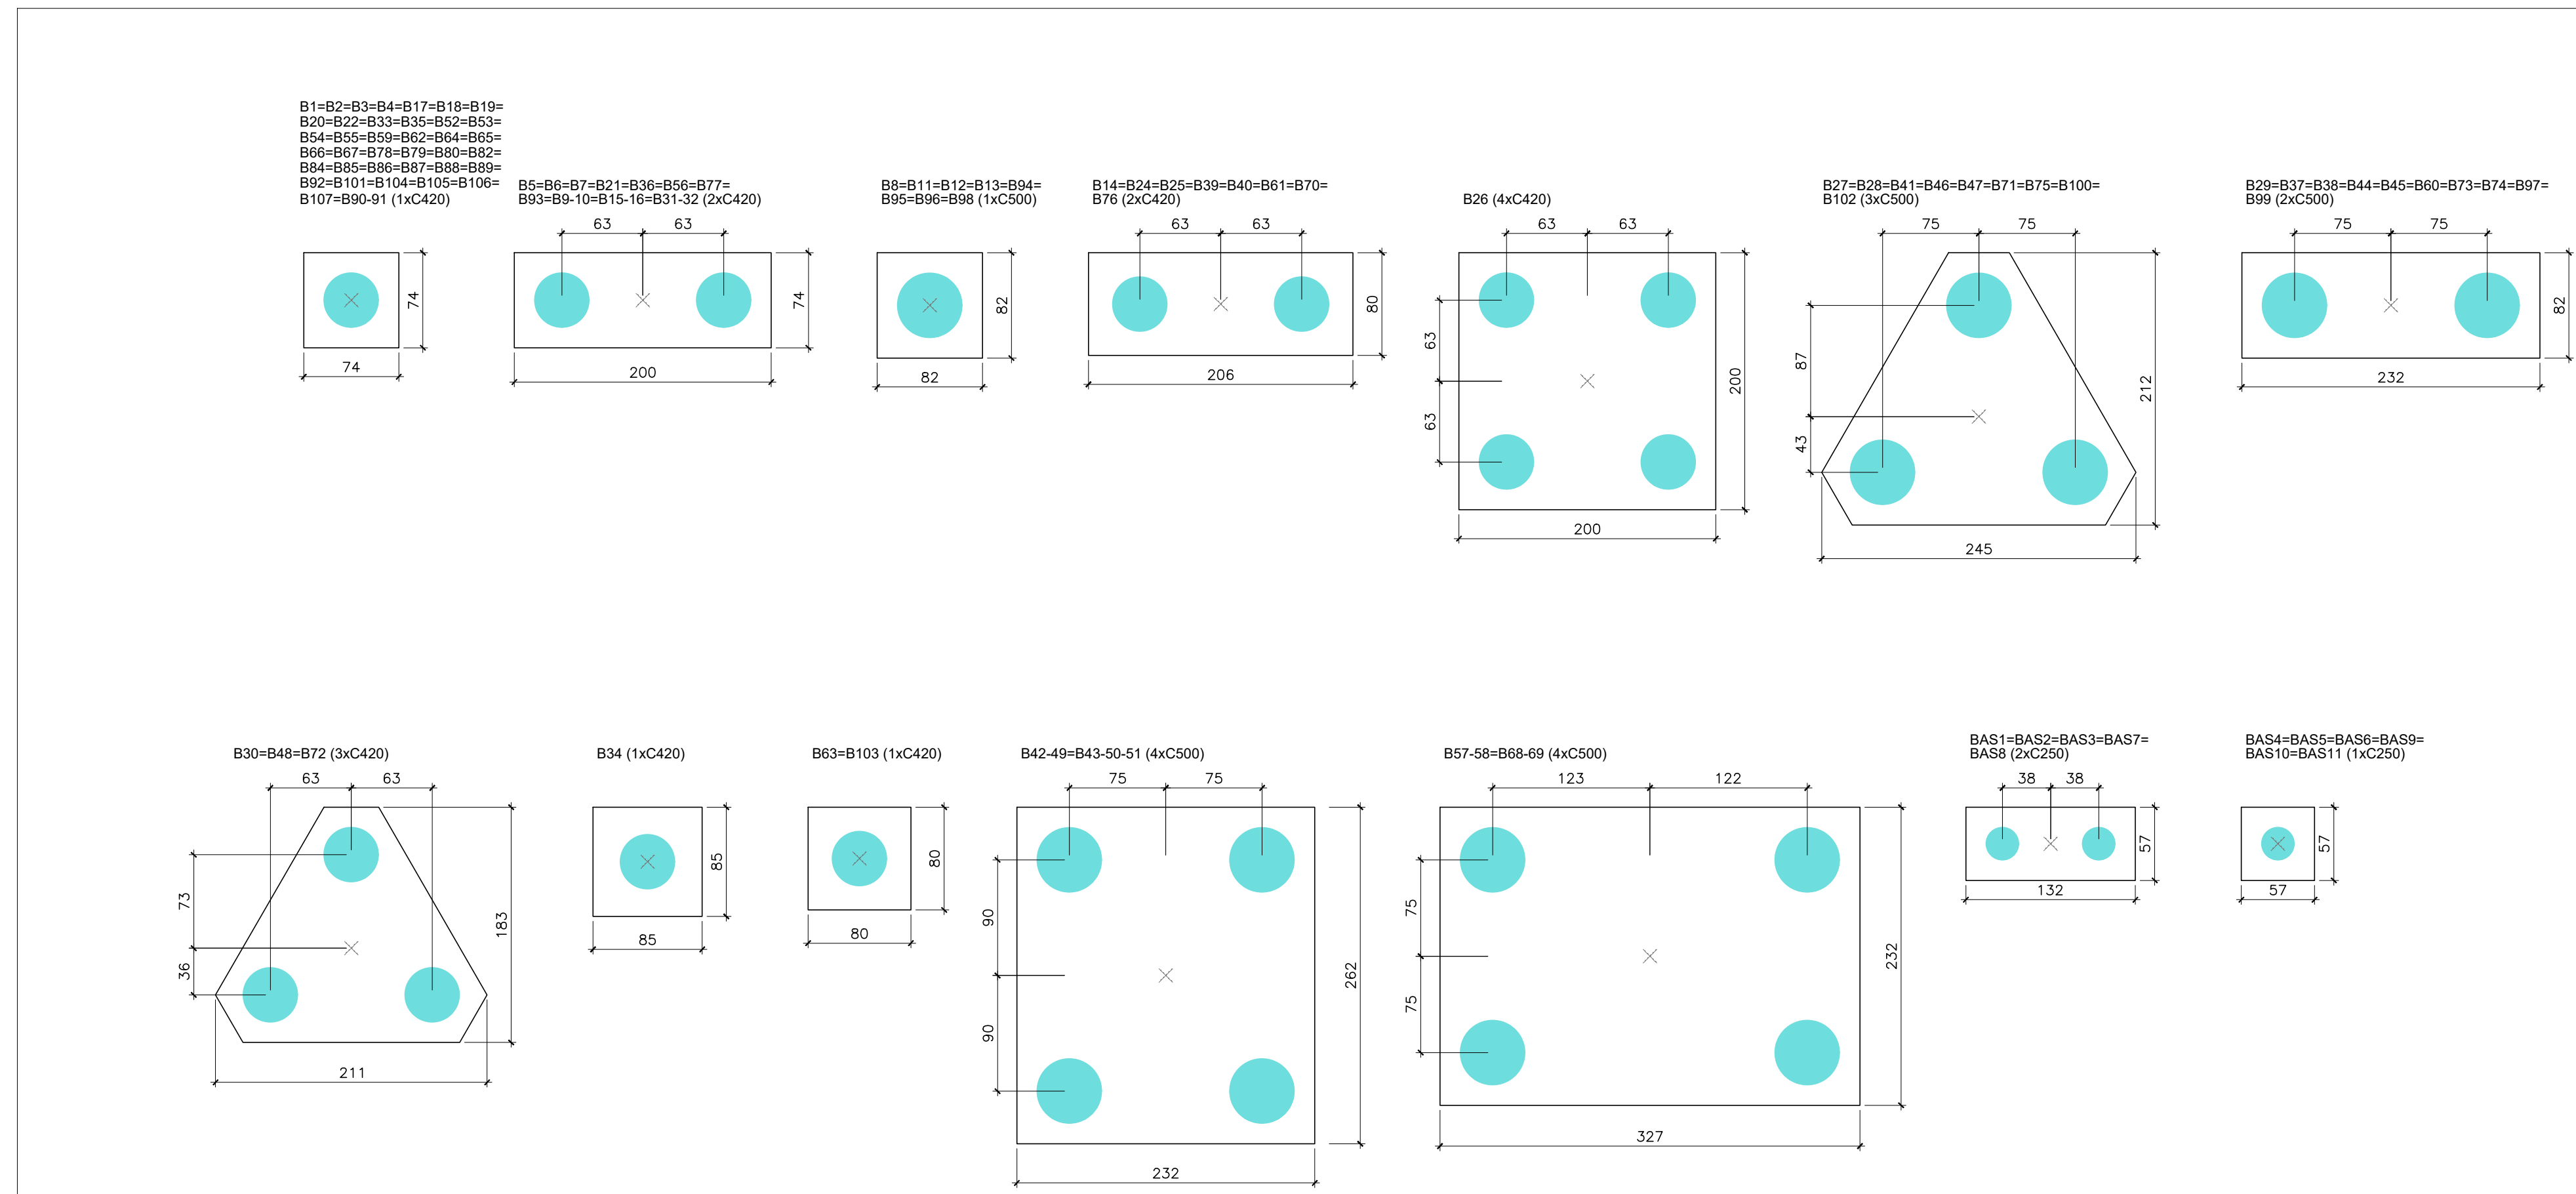 B1=B2=B3=B4=B17=B18=B19=
B20=B22=B33=B35=B52=B53=
B54=B55=B59=B62=B64=B65=
B66=B67=B78=B79=B80=B82=
B84=B85=B86=B87=B88=B89=
B92=B101=B104=B105=B106=
B107=B90-91 (1xC420)
74
74
B5=B6=B7=B21=B36=B56=B77=
B93=B9-10=B15-16=B31-32 (2xC420)
63 63
74
200
B8=B11=B12=B13=B94=
B95=B96=B98 (1xC500)
82
82
B14=B24=B25=B39=B40=B61=B70=
B76 (2xC420)
63 63
80
206
B26 (4xC420)
63 63
63
63
200
200
B27=B28=B41=B46=B47=B71=B75=B100=
B102 (3xC500)
75 75
87
43
212
245
B29=B37=B38=B44=B45=B60=B73=B74=B97=
B99 (2xC500)
75 75
82
232
B30=B48=B72 (3xC420)
63 63
73
36
183
211
B34 (1xC420)
85
85
B63=B103 (1xC420)
80
80
B42-49=B43-50-51 (4xC500)
75 75
90
90
262
232
B57-58=B68-69 (4xC500)
123 122
75
75
232
327
BAS1=BAS2=BAS3=BAS7=
BAS8 (2xC250)
38 38
57
132
BAS4=BAS5=BAS6=BAS9=
BAS10=BAS11 (1xC250)
57
57